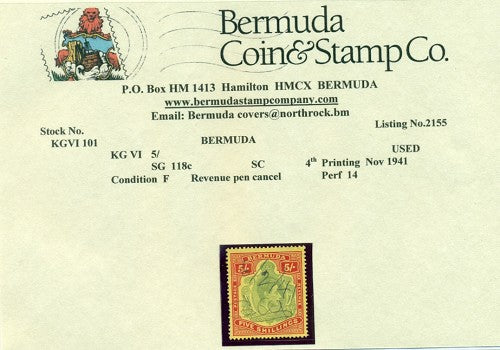 Bermuda
Coin & Stamp Co.
P.O. Box HM 1413 Hamilton HMCX BERMUDA
www.bermudastampcompany.com
Email: Bermuda covers@northrock.bm
Stock No.
Listing No.2155
KGVI 101
BERMUDA
USED
KG VI 5/
SG 118c SC 4th Printing Nov 1941
Condition F Revenue pen cancel Perf 14
BERMUDA
5/- 5/-
FIVE SHILLINGS